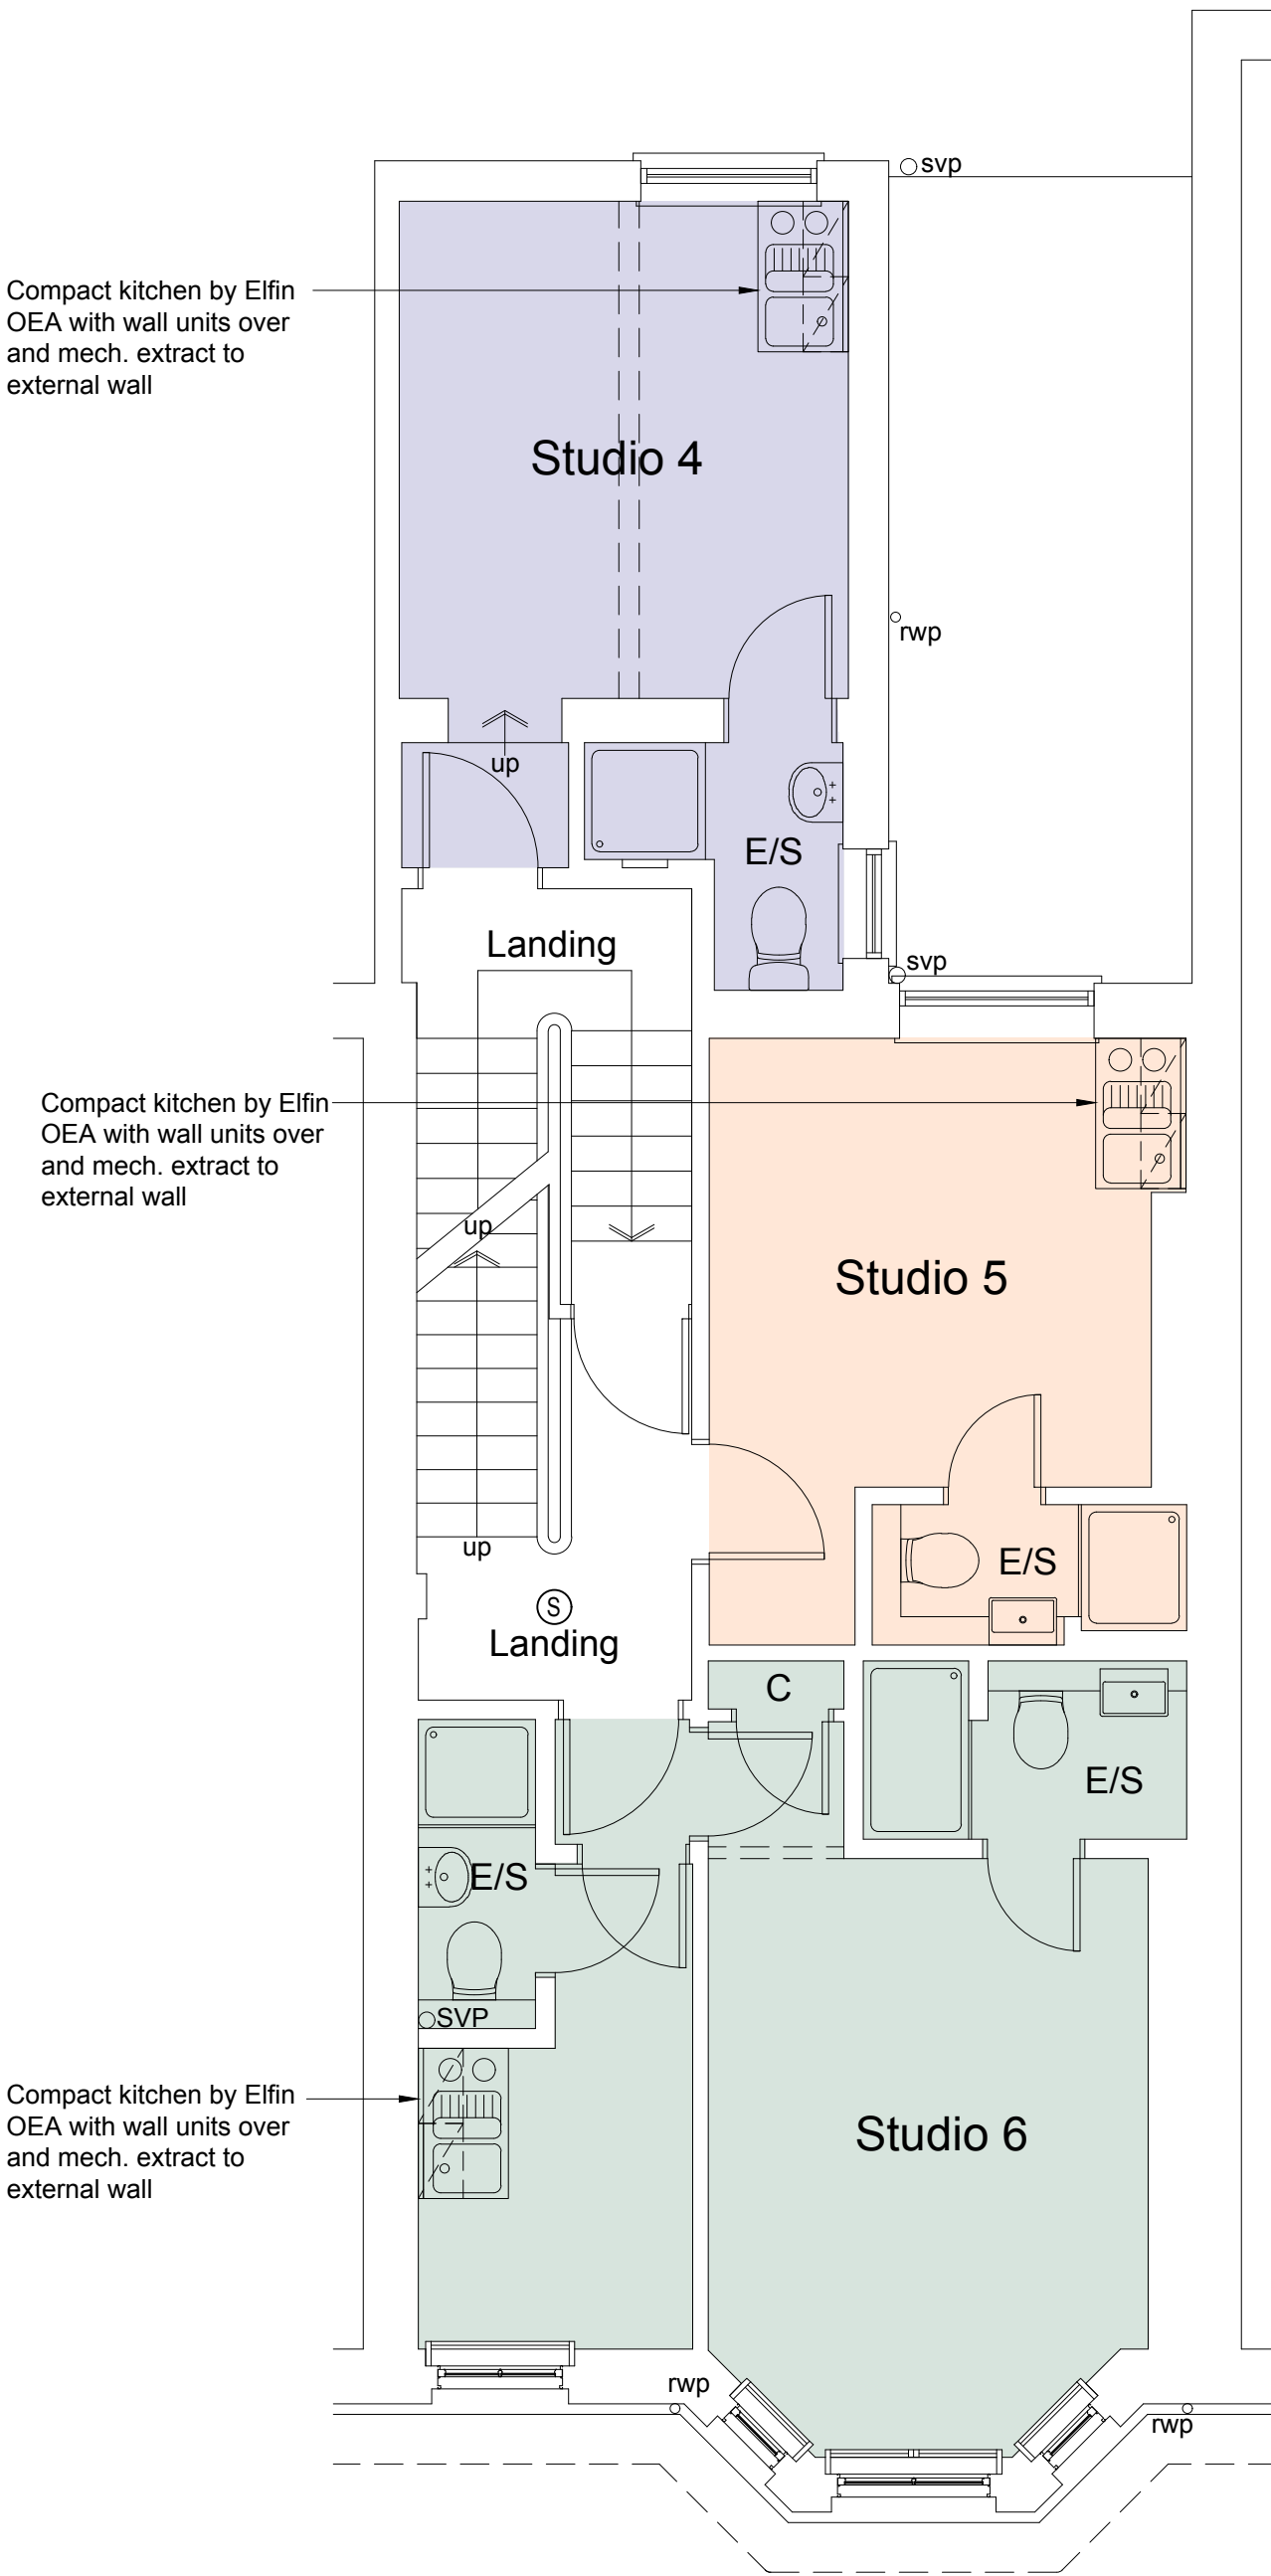 svp
Compact kitchen by Elfin
OEA with wall units over
and mech. extract to
external wall
Studio 4
rwp
up
E/S
Landing
svp
Compact kitchen by Elfin
OEA with wall units over
and mech. extract to
external wall
up
Studio 5
up
E/S
S
Landing
C
E/S
E/S
SVP
Compact kitchen by Elfin
OEA with wall units over
and mech. extract to
external wall
Studio 6
rwp
rwp